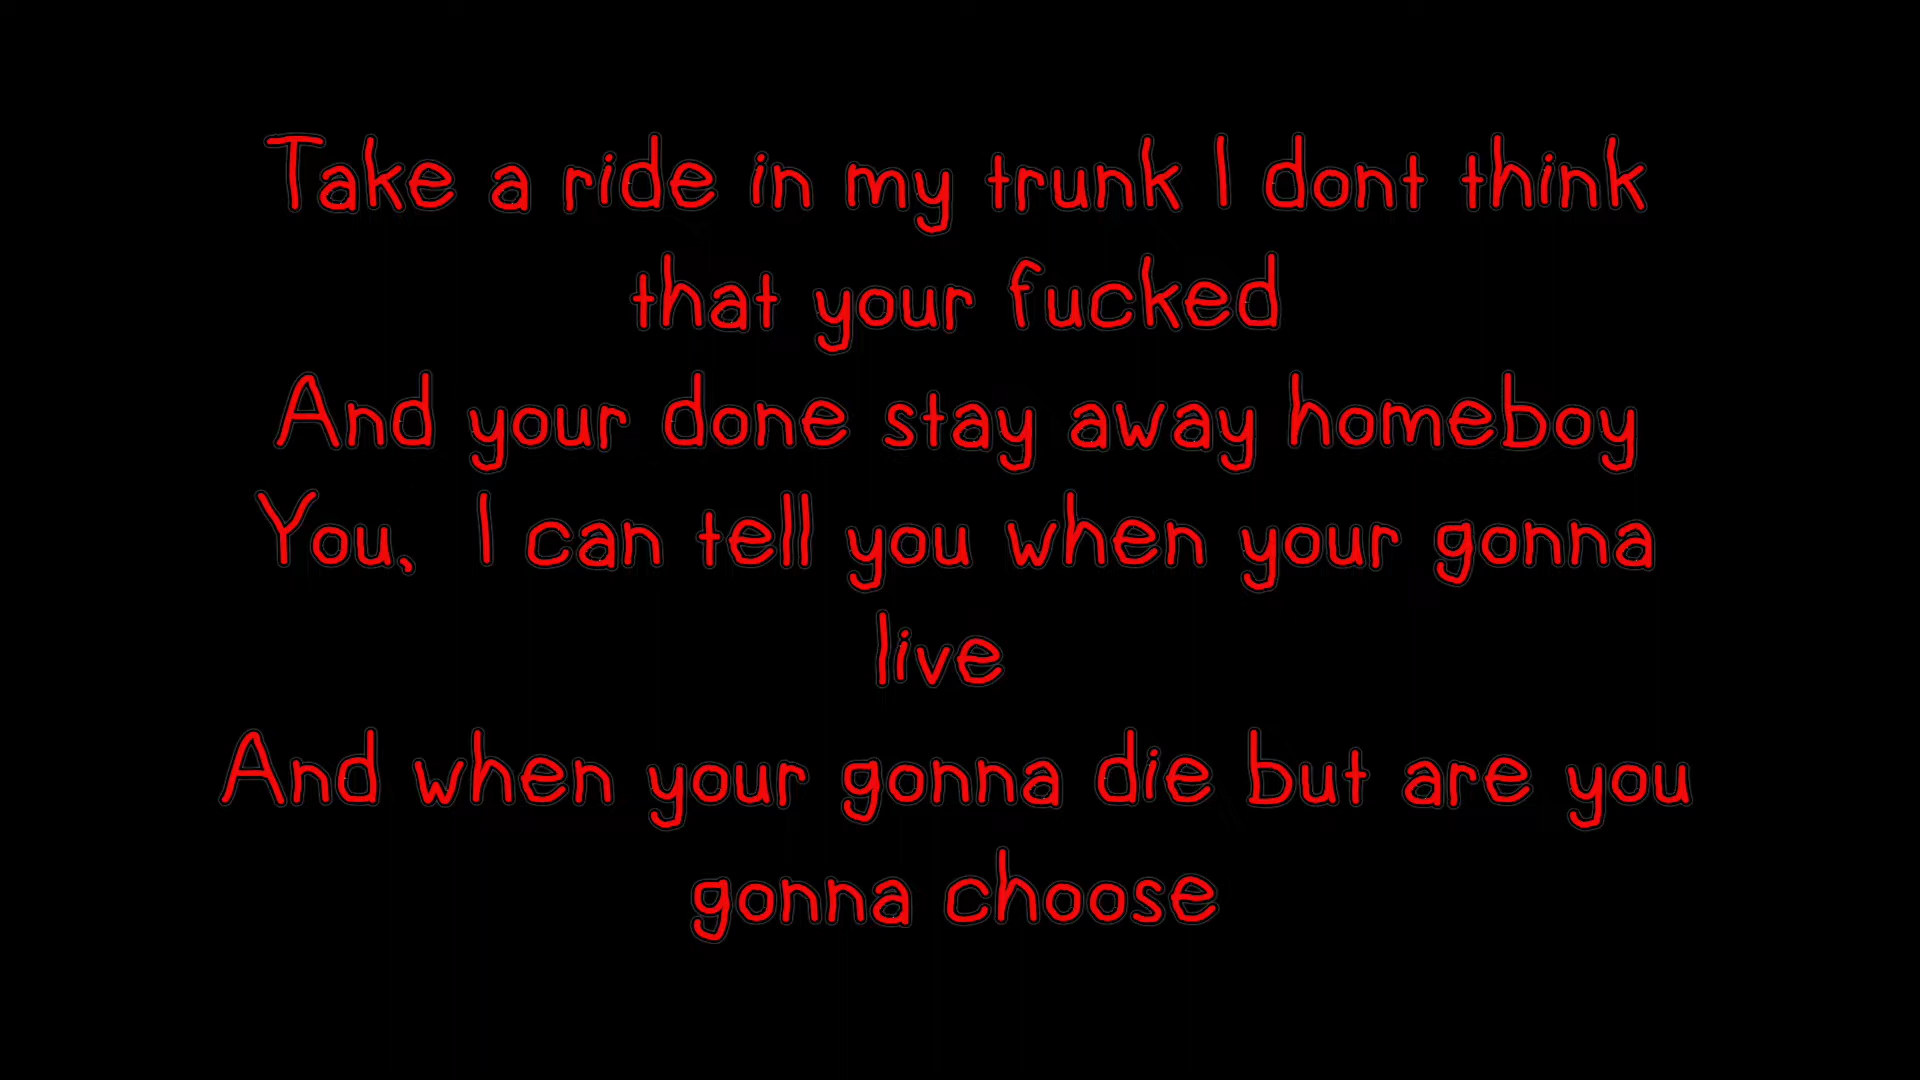 Take a ride in my trunk I dont think
that your fucked
And your done stay away homeboy
You,  I can tell you when your gonna
live
And when your gonna die but are you
gonna choose